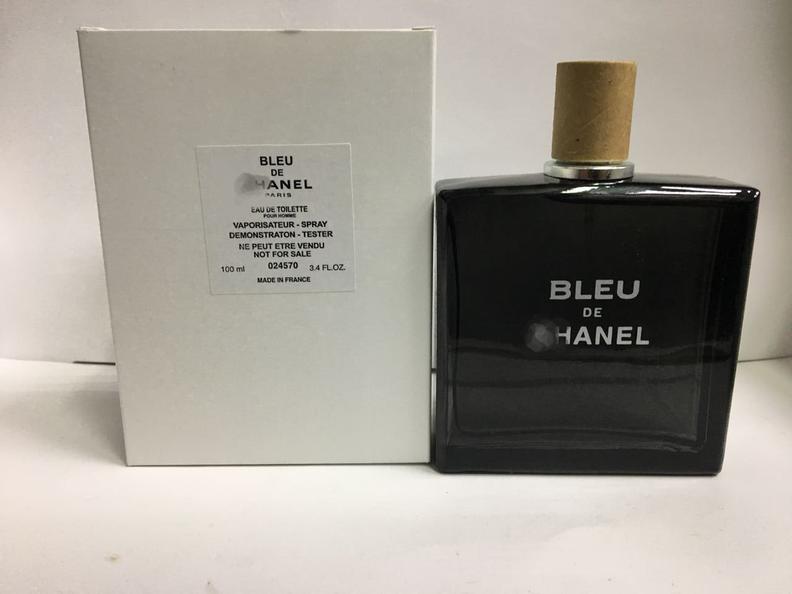 BLEU
DE
HANEL
PARIS
EAU DE TOILETTE
POUR HOMME
VAPORISATEUR - SPRAY
DEMONSTRATON - TESTER
NE PEUT ETRE VENDU
NOT FOR SALE
100 ml 024570 3.4 FL.OZ.
MADE IN FRANCE
BLEU
DE
HANEL